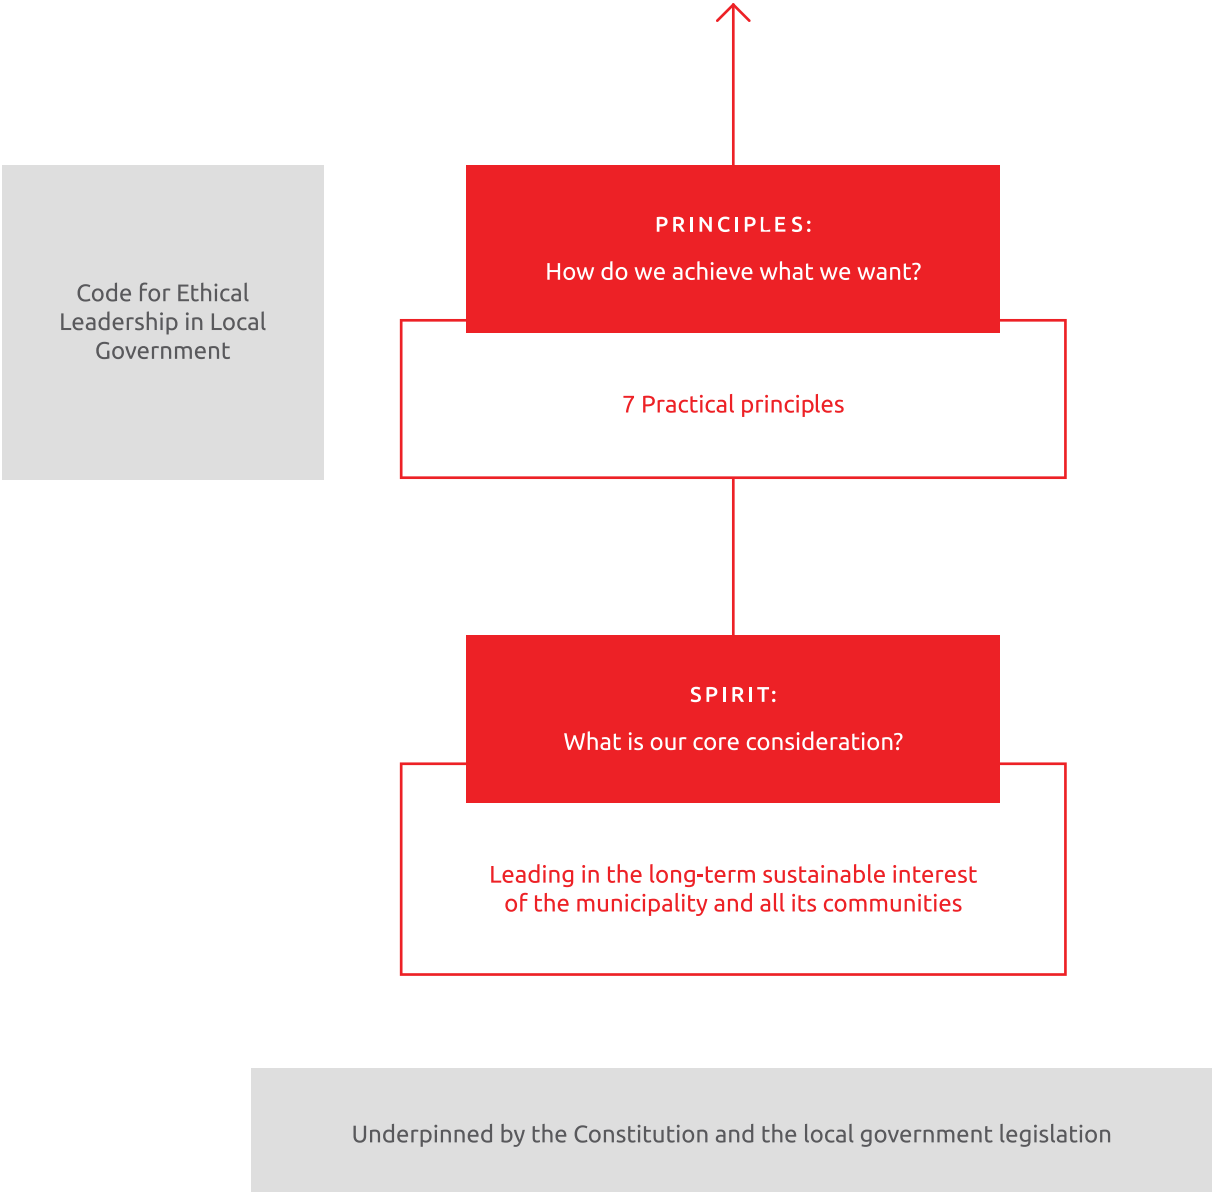 Code for Ethical
Leadership in Local
Government
PRINCIPLES:
How do we achieve what we want?
7 Practical principles
SPIRIT:
What is our core consideration?
Leading in the long-term sustainable interest
of the municipality and all its communities
Underpinned by the Constitution and the local government legislation